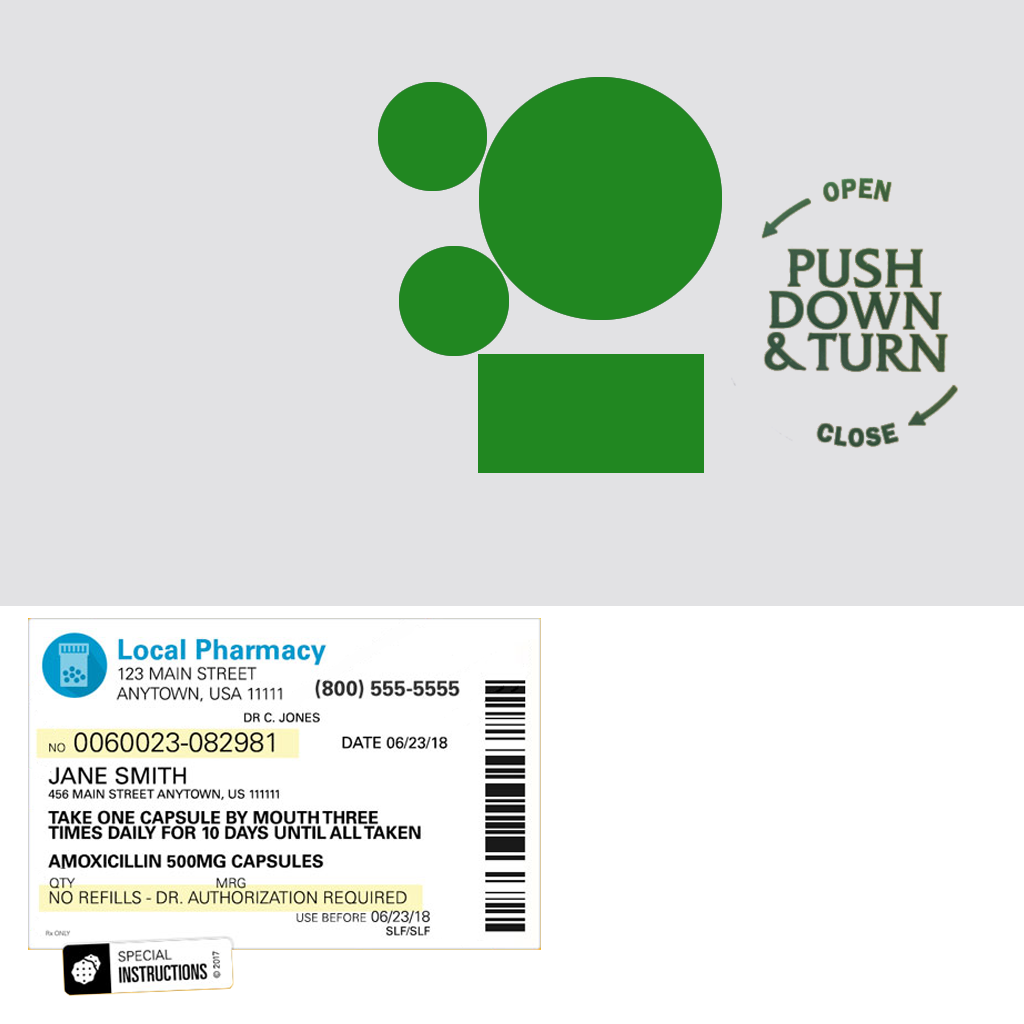 OPEN
PUSH
DOWN
& TURN
CLOSE
Local Pharmacy
123 MAIN STREET
ANYTOWN, USA 11111
(800) 555-5555
DR C. JONES
NO 0060023-082981
DATE 06/23/18
JANE SMITH
456 MAIN STREET ANYTOWN, US 111111
TAKE ONE CAPSULE BY MOUTH THREE
TIMES DAILY FOR 10 DAYS UNTIL ALL TAKEN
AMOXICILLIN 500MG CAPSULES
QTY MRG
NO REFILLS - DR. AUTHORIZATION REQUIRED
USE BEFORE 06/23/18
SLF/SLF
Rx ONLY
SPECIAL
INSTRUCTIONS
© 2017